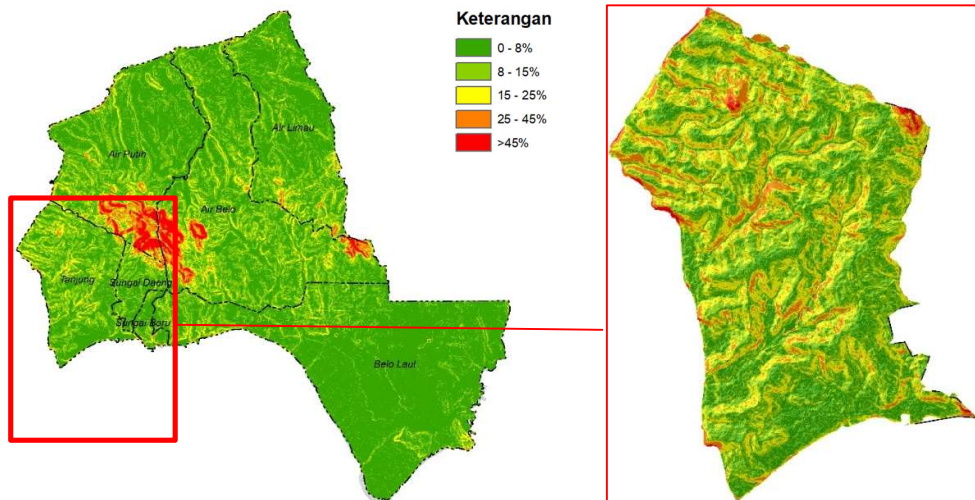 Keterangan
0 - 8%
8 - 15%
15 - 25%
25 - 45%
>45%
Air Limau
Air Putih
Air Belo
Tanjung
Sungai Daeng
Sungai Baru
Belo Laut